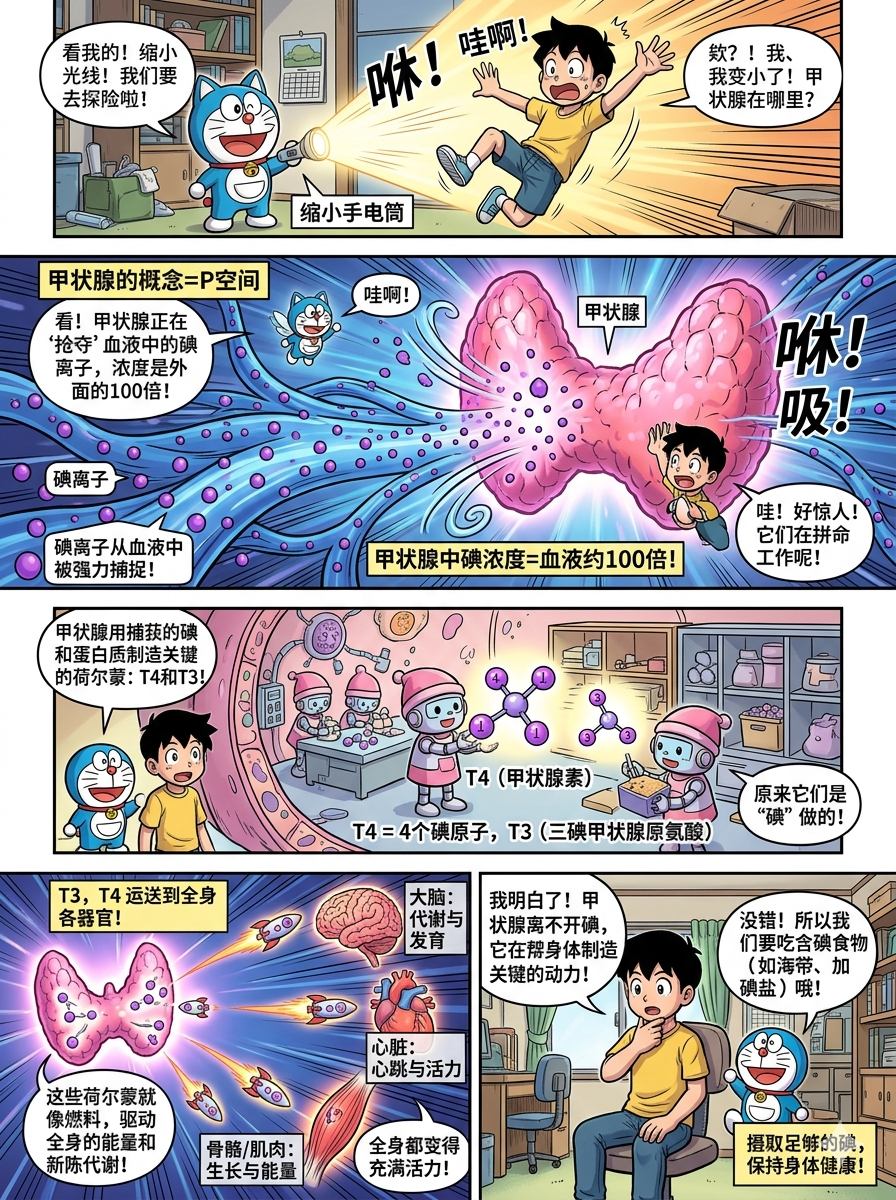 看我的！缩小
光线！我们要
去探险啦！
咻！
哇啊！
欸？！我、
我变小了！甲
状腺在哪里？
缩小手电筒
甲状腺的概念=P空间
看！甲状腺正在
‘抢夺’血液中的碘
离子，浓度是外
面的100倍！
哇啊！
甲状腺
咻！
吸！
碘离子
碘离子从血液中
被强力捕捉！
甲状腺中碘浓度=血液约100倍！
哇！好惊人！
它们在拼命
工作呢！
甲状腺用捕获的碘
和蛋白质制造关键
的荷尔蒙：T4和T3！
4
1
1
1
3
3
3
T4（甲状腺素）
T4 = 4个碘原子，T3（三碘甲状腺原氨酸）
原来它们是
“碘”做的！
T3，T4 运送到全身
各器官！
大脑：
代谢与
发育
心脏：
心跳与活力
这些荷尔蒙就
像燃料，驱动
全身的能量和
新陈代谢！
骨骼/肌肉：
生长与能量
全身都变得
充满活力！
我明白了！甲
状腺离不开碘，
它在帮身体制造
关键的动力！
没错！所以我
们要吃含碘食物
（如海带、加
碘盐）哦！
摄取足够的碘，
保持身体健康！